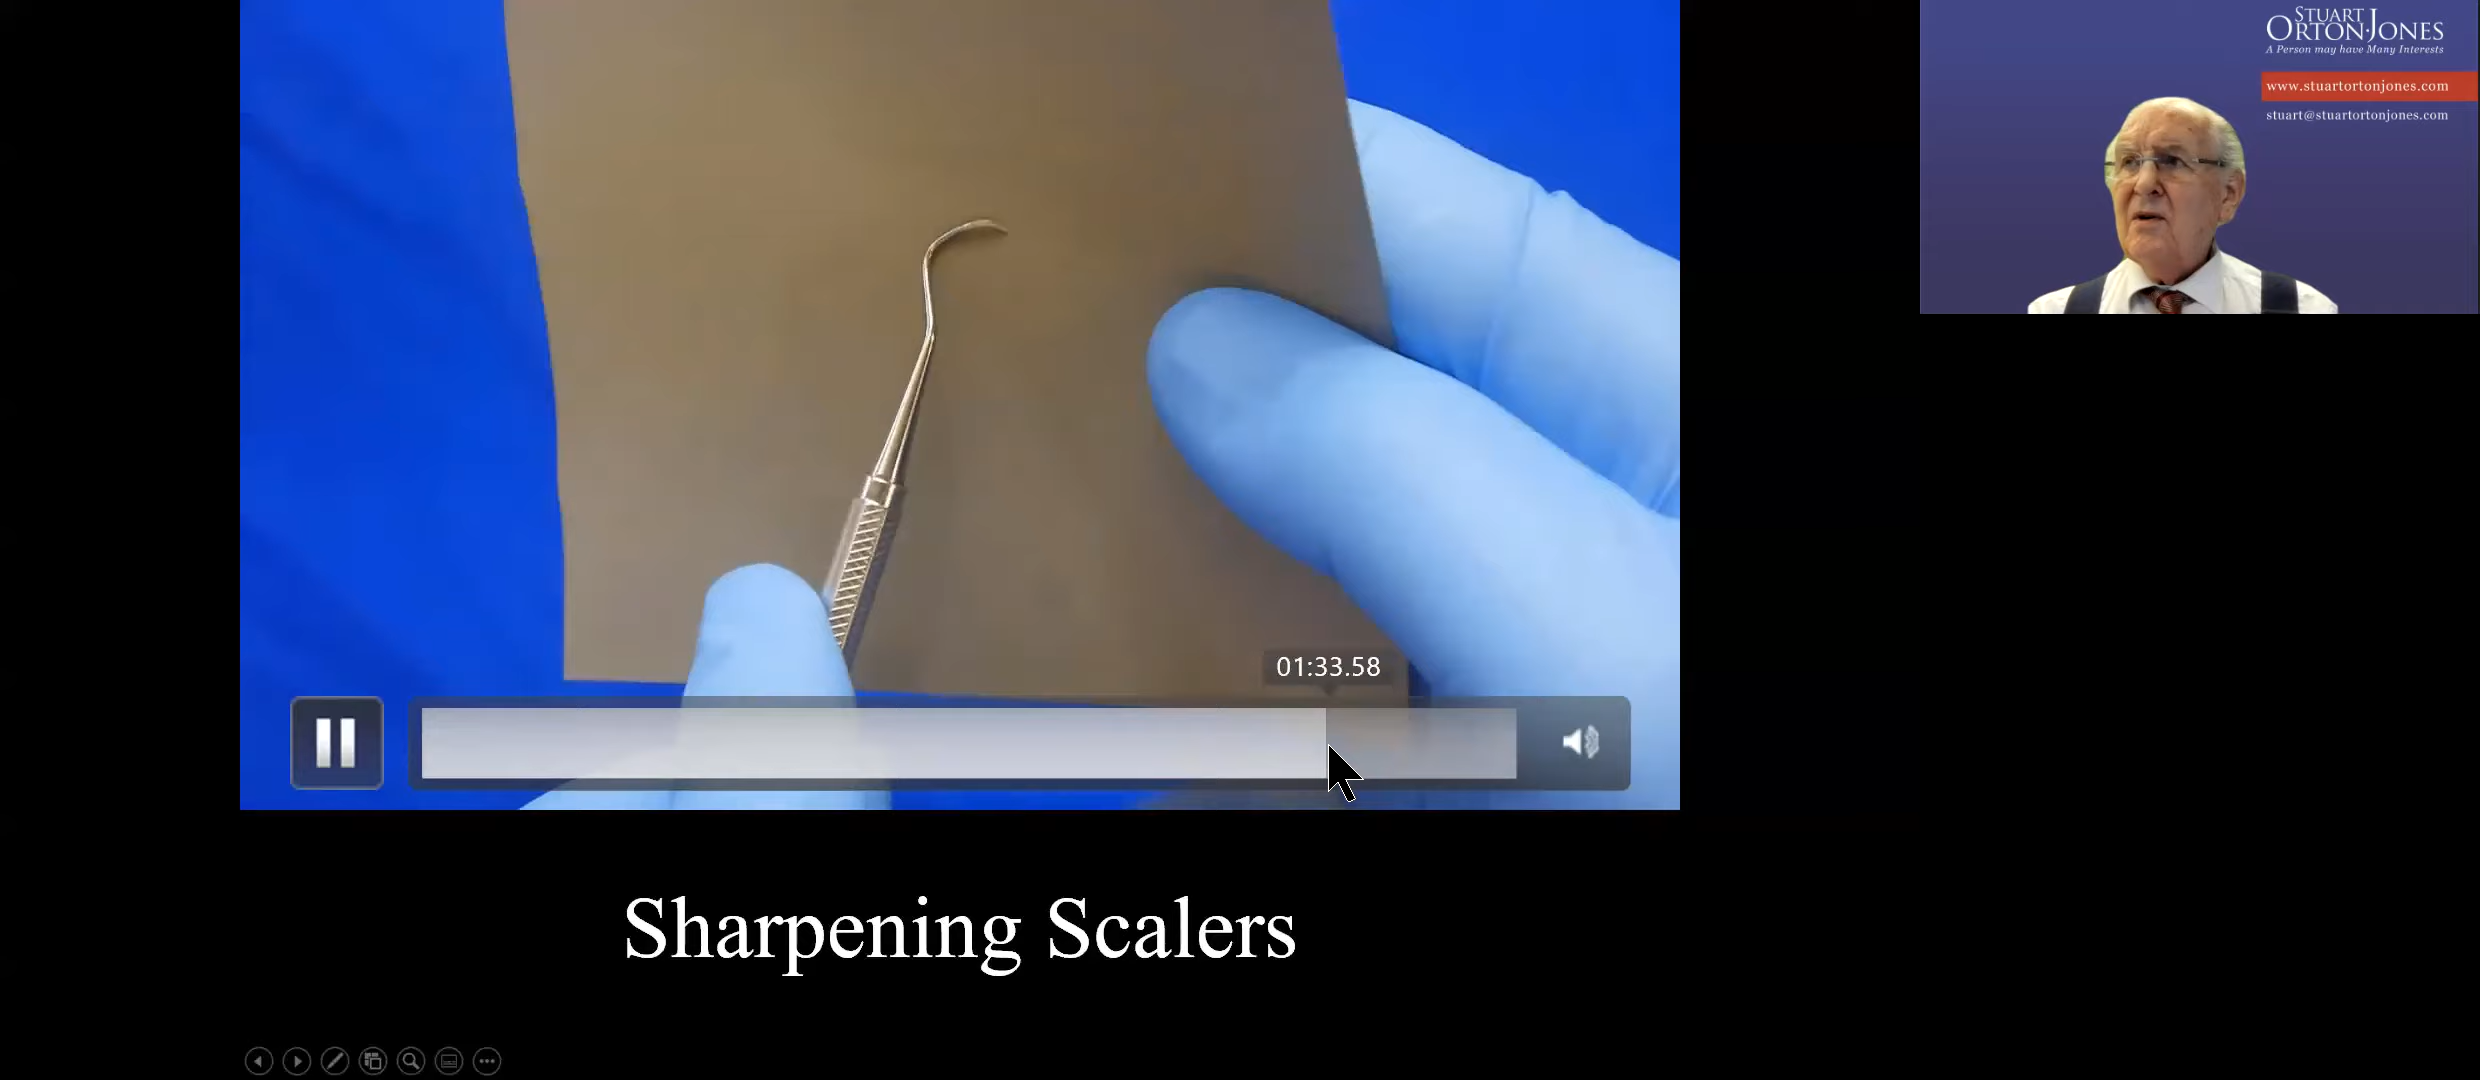 STUART
ORTON-JONES
A Person may have Many Interests
www.stuartortonjones.com
stuart@stuartortonjones.com
01:33.58
Sharpening Scalers